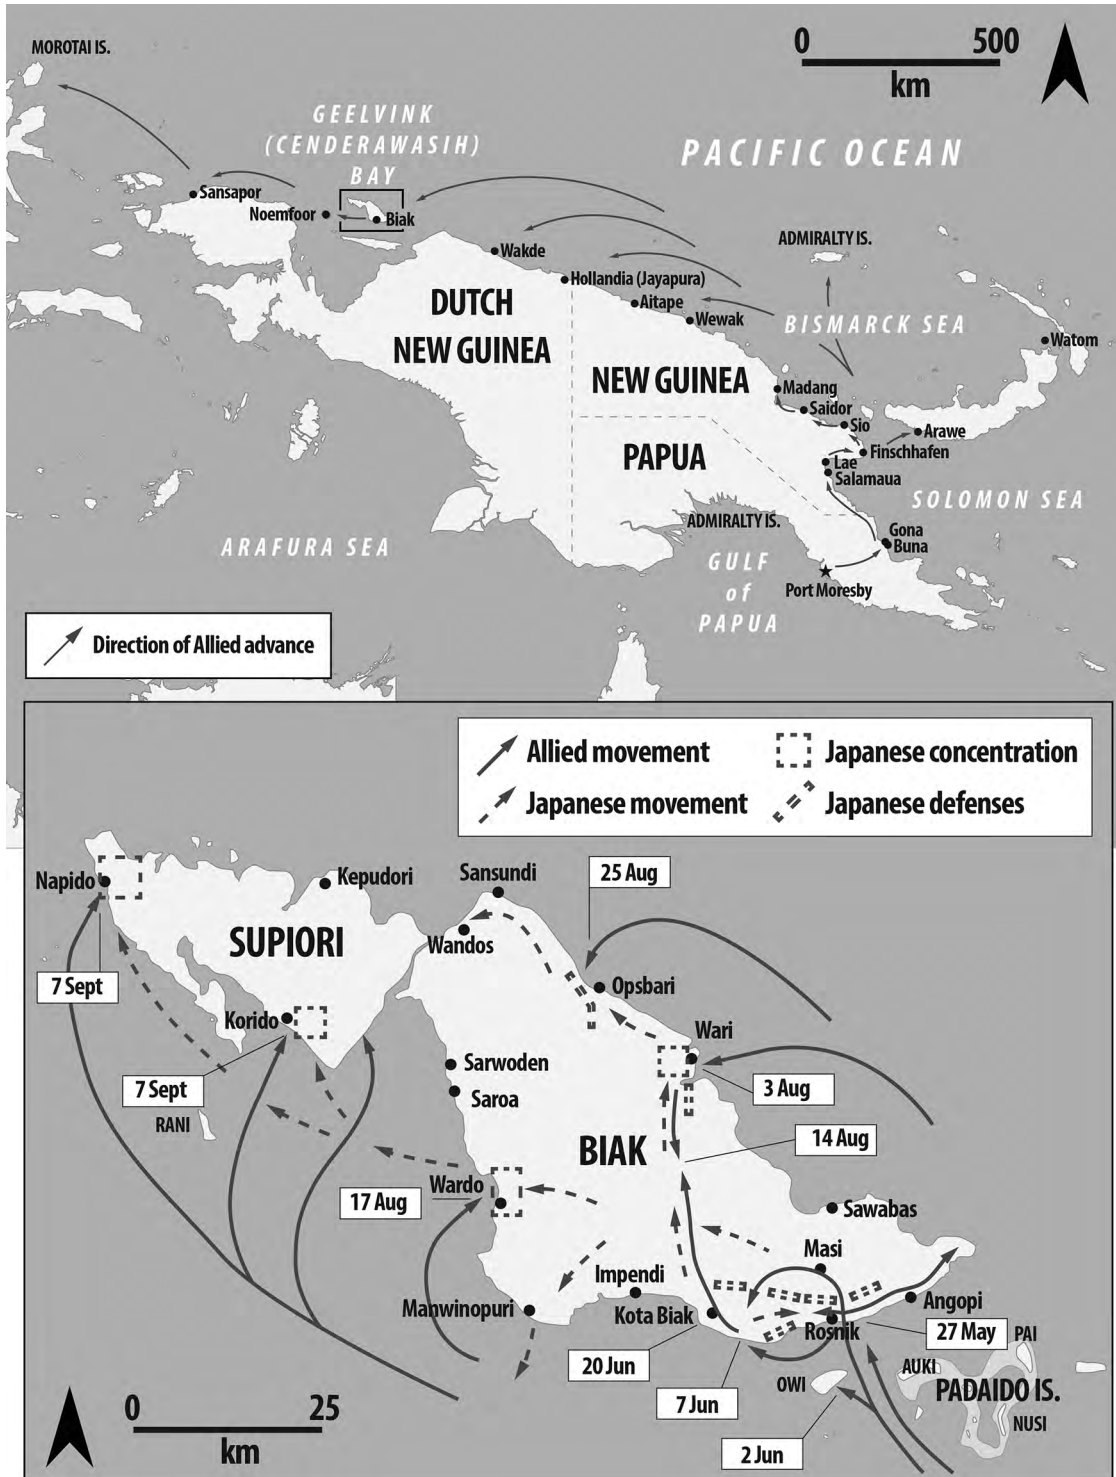 MOROTAI IS.
0 500
km
GEELVINK
(CENDERAWASIH)
BAY
PACIFIC OCEAN
Sansapor
Noemfoor
Biak
ADMIRALTY IS.
Wakde
Hollandia (Jayapura)
Aitape
Wewak
DUTCH
NEW GUINEA
BISMARCK SEA
Watom
NEW GUINEA
Madang
Saidor
Sio
Arawe
Finschhafen
PAPUA
Lae
Salamaua
SOLOMON SEA
ADMIRALTY IS.
Gona
Buna
ARAFURA SEA
GULF
of
PAPUA
Port Moresby
Direction of Allied advance
Allied movement
Japanese concentration
Japanese movement
Japanese defenses
Napido
Kepudori
Sansundi
25 Aug
SUPIORI
Wandos
7 Sept
Opsbari
Korido
Wari
Sarwoden
7 Sept
Saroa
3 Aug
RANI
BIAK
14 Aug
Wardo
17 Aug
Sawabas
Masi
Impendi
Manwinopuri
Kota Biak
Angopi
Rosnik
27 May
PAI
20 Jun
AUKI
OWI
PADAIDO IS.
7 Jun
NUSI
0 25
km
2 Jun